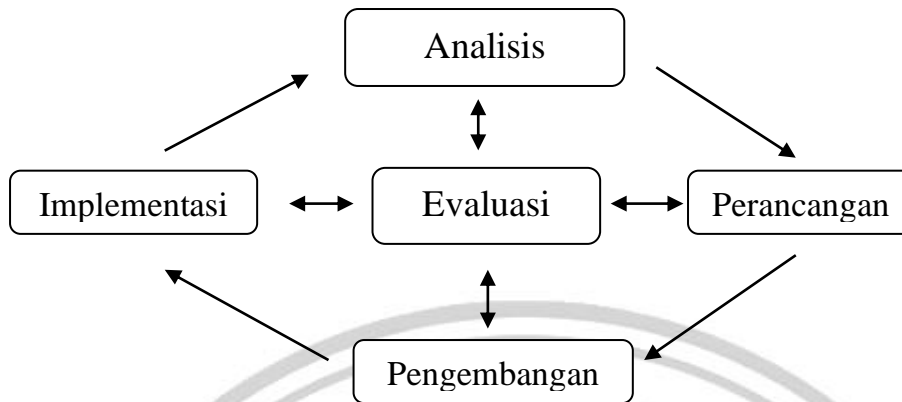 Analisis
Implementasi
Evaluasi
Perancangan
Pengembangan